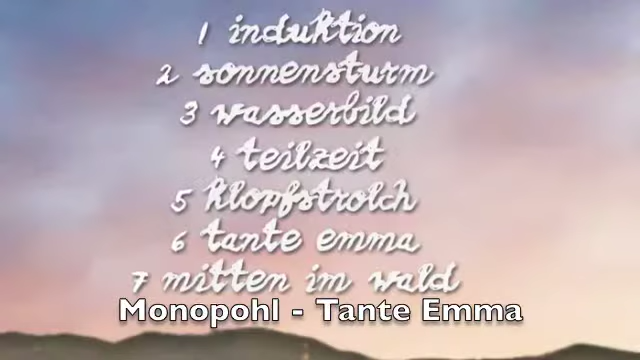 1 induktion
2 sonnensturm
3 wasserbild
4 teilzeit
5 klopfstrolch
6 tante emma
7 mitten im wald
Monopohl - Tante Emma